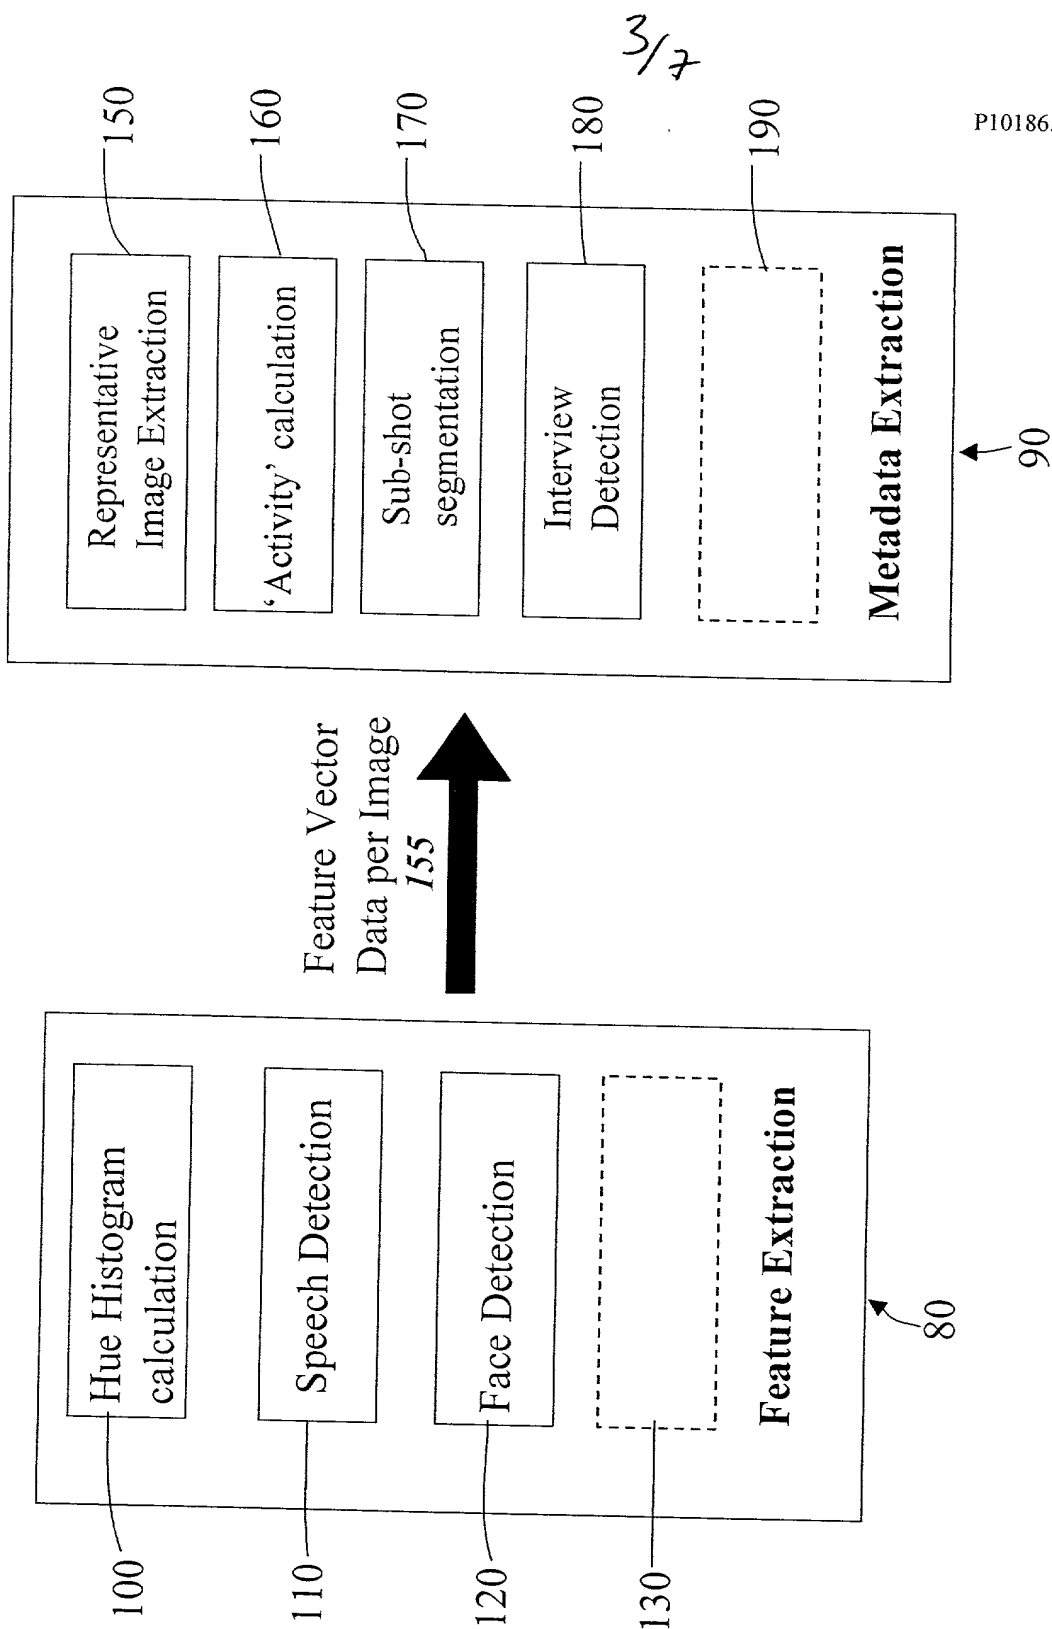 3/7
P10186.
100
Hue Histogram
calculation
110
Speech Detection
120
Face Detection
130
Feature Extraction
80
Feature Vector
Data per Image
155
Representative
Image Extraction
150
'Activity' calculation
160
Sub-shot
segmentation
170
Interview
Detection
180
190
Metadata Extraction
90